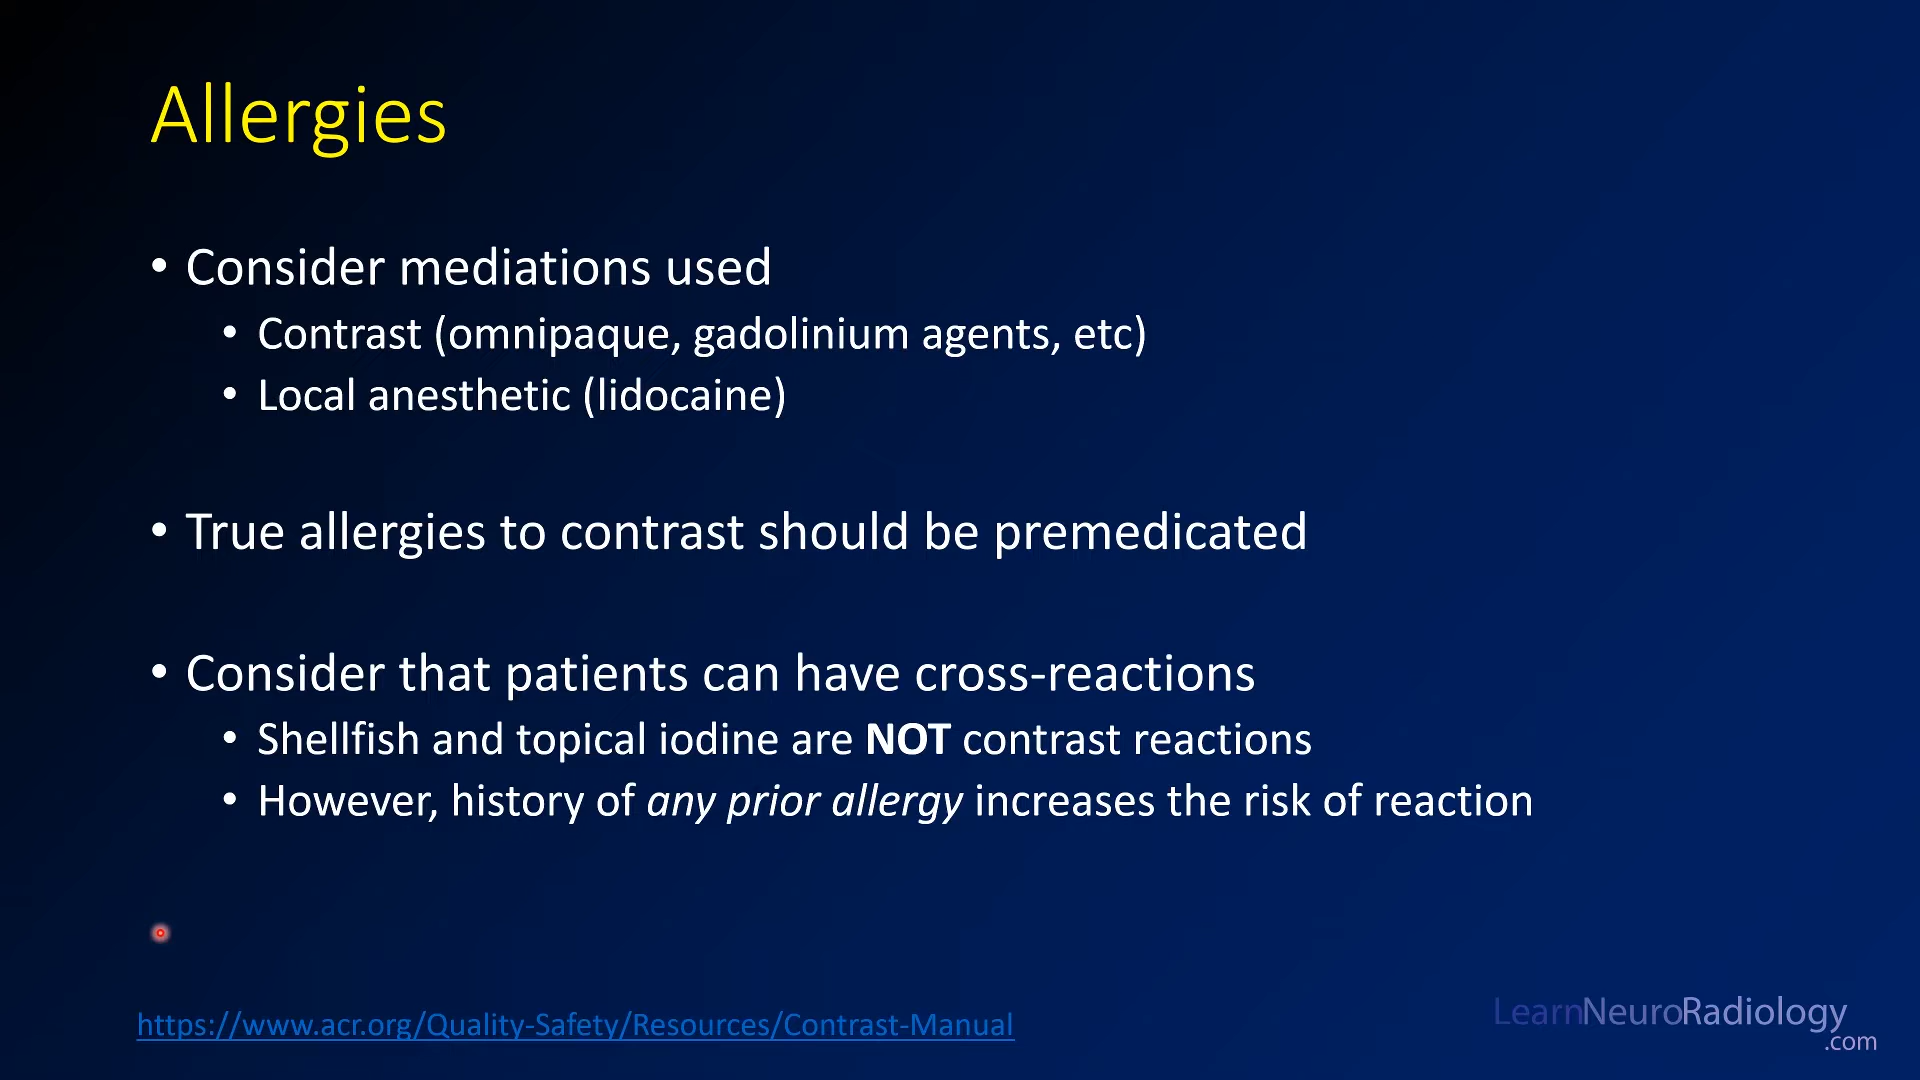 Allergies
• Consider mediations used
• Contrast (omnipaque, gadolinium agents, etc)
• Local anesthetic (lidocaine)
• True allergies to contrast should be premedicated
• Consider that patients can have cross-reactions
• Shellfish and topical iodine are NOT contrast reactions
• However, history of any prior allergy increases the risk of reaction
https://www.acr.org/Quality-Safety/Resources/Contrast-Manual
LearnNeuroRadiology
.com